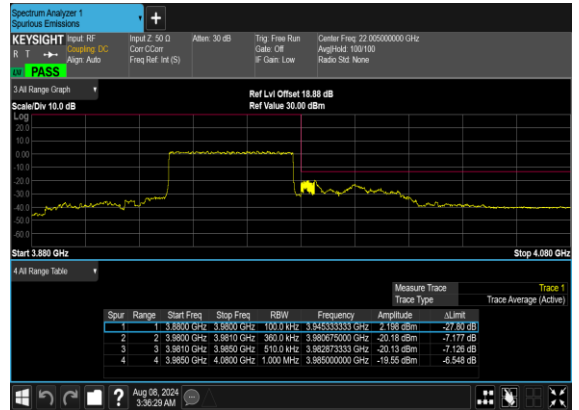 Spectrum Analyzer 1
Spurious Emissions
+
KEYSIGHT Input: RF Input Z: 50 Ω Atten: 30 dB Trig: Free Run Center Freq: 22.005000000 GHz
R T Coupling: DC Corr CCorr Gate: Off Avg|Hold: 100/100
Align: Auto Freq Ref: Int (S) IF Gain: Low Radio Std: None
PASS
3 All Range Graph
Ref Lvl Offset 18.88 dB
Scale/Div 10.0 dB Ref Value 30.00 dBm
Log
20.0
10.0
0.00
-10.0
-20.0
-30.0
-40.0
-50.0
-60.0
Start 3.880 GHz Stop 4.080 GHz
4 All Range Table
Measure Trace Trace 1
Trace Type Trace Average (Active)
Spur Range Start Freq Stop Freq RBW Frequency Amplitude ΔLimit
1 1 3.8800 GHz 3.9800 GHz 100.0 kHz 3.945333333 GHz 2.198 dBm -27.80 dB
2 2 3.9800 GHz 3.9810 GHz 360.0 kHz 3.980675000 GHz -20.18 dBm -7.177 dB
3 3 3.9810 GHz 3.9850 GHz 510.0 kHz 3.982873333 GHz -20.13 dBm -7.126 dB
4 4 3.9850 GHz 4.0800 GHz 1.000 MHz 3.985000000 GHz -19.55 dBm -6.548 dB
? Aug 08, 2024
3:36:29 AM